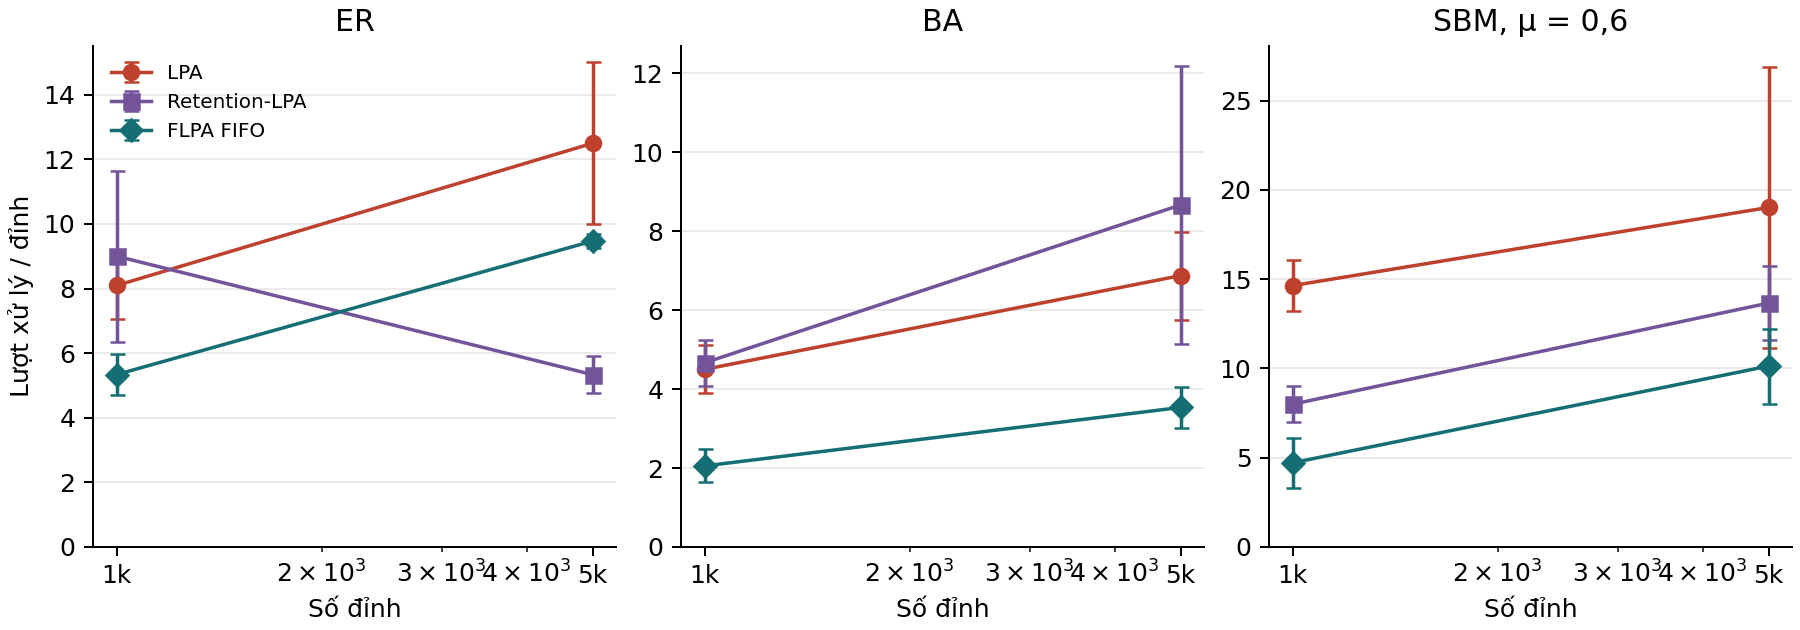 ER
BA
SBM, μ = 0,6
LPA
Retention-LPA
FLPA FIFO
Lượt xử lý / đỉnh
14
12
10
8
6
4
2
0
12
10
8
6
4
2
0
25
20
15
10
5
0
1k 2×10³ 3×10³ 4×10³ 5k
1k 2×10³ 3×10³ 4×10³ 5k
1k 2×10³ 3×10³ 4×10³ 5k
Số đỉnh
Số đỉnh
Số đỉnh